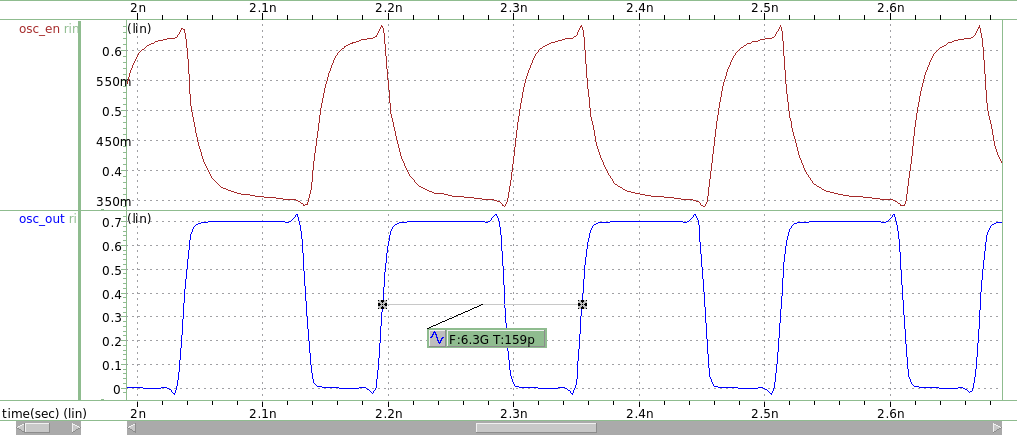 2n 2.1n 2.2n 2.3n 2.4n 2.5n 2.6n
osc_en rin (lin)
0.6
550m
0.5
450m
0.4
350m
osc_out ri (lin)
0.7
0.6
0.5
0.4
0.3
F:6.3G T:159p
0.2
0.1
0
time(sec) (lin) 2n 2.1n 2.2n 2.3n 2.4n 2.5n 2.6n